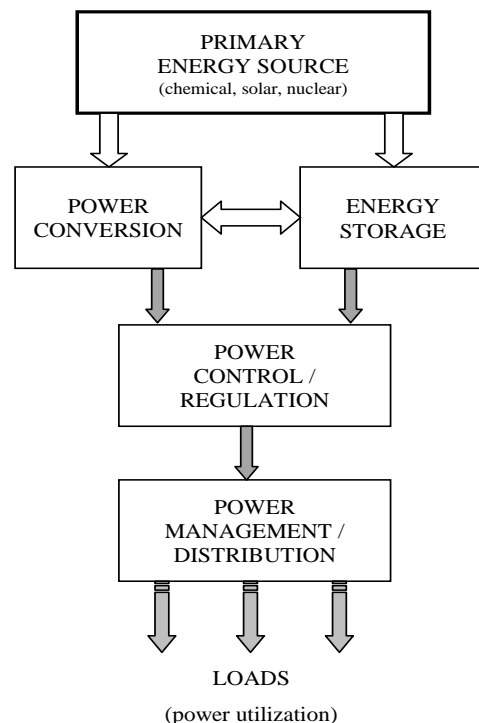 PRIMARY
ENERGY SOURCE
(chemical, solar, nuclear)
POWER
CONVERSION
ENERGY
STORAGE
POWER
CONTROL /
REGULATION
POWER
MANAGEMENT /
DISTRIBUTION
LOADS
(power utilization)